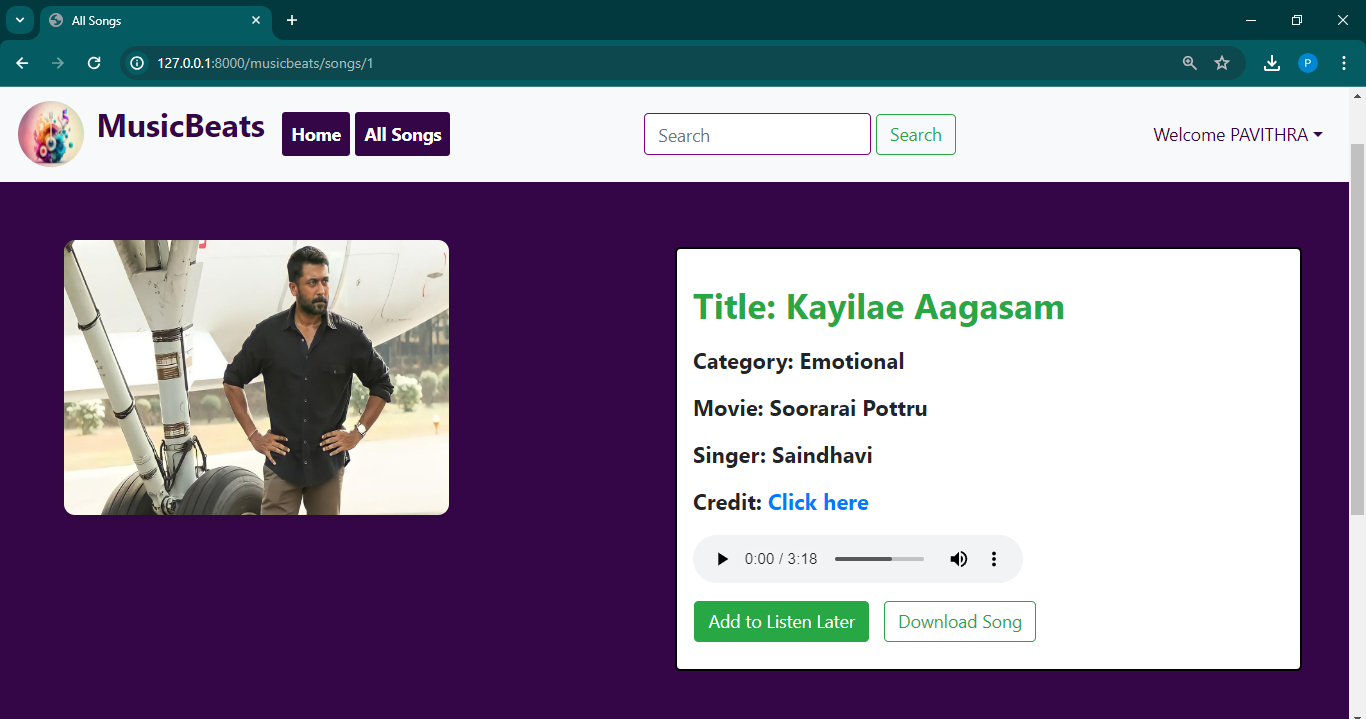 All Songs
127.0.0.1:8000/musicbeats/songs/1
P
MusicBeats
Home
All Songs
Search
Search
Welcome PAVITHRA
Title: Kayilae Aagasam
Category: Emotional
Movie: Soorarai Pottru
Singer: Saindhavi
Credit: Click here
0:00 / 3:18
Add to Listen Later
Download Song